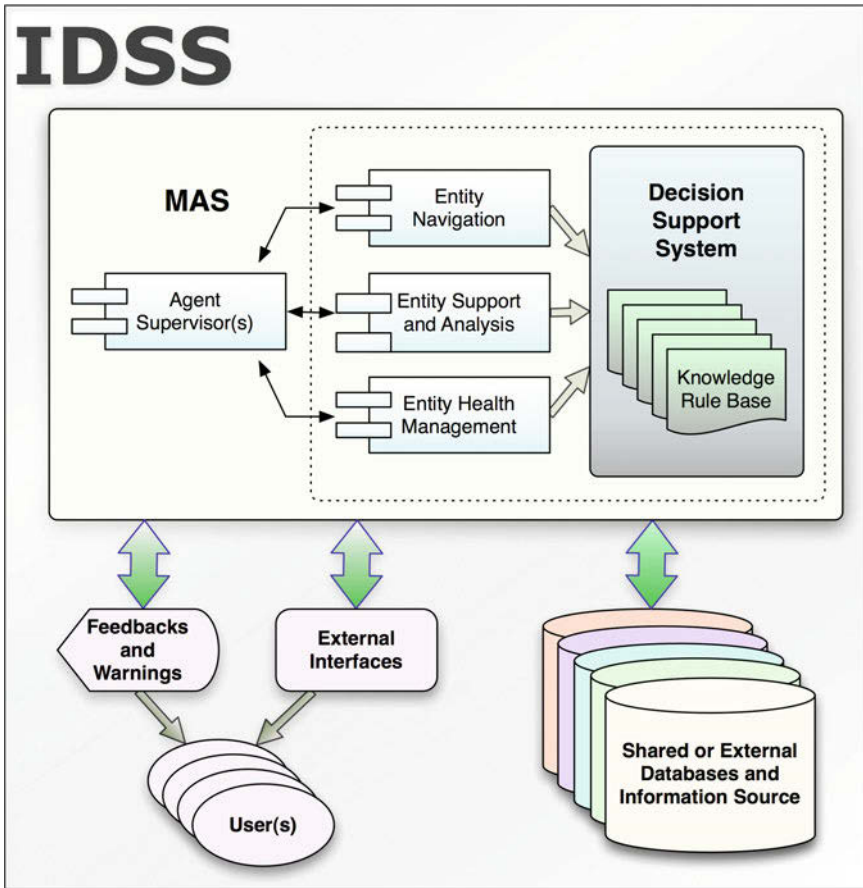 IDSS
MAS
Agent
Supervisor(s)
Entity
Navigation
Entity Support
and Analysis
Entity Health
Management
Decision
Support
System
Knowledge
Rule Base
Feedbacks
and
Warnings
External
Interfaces
User(s)
Shared or External
Databases and
Information Source